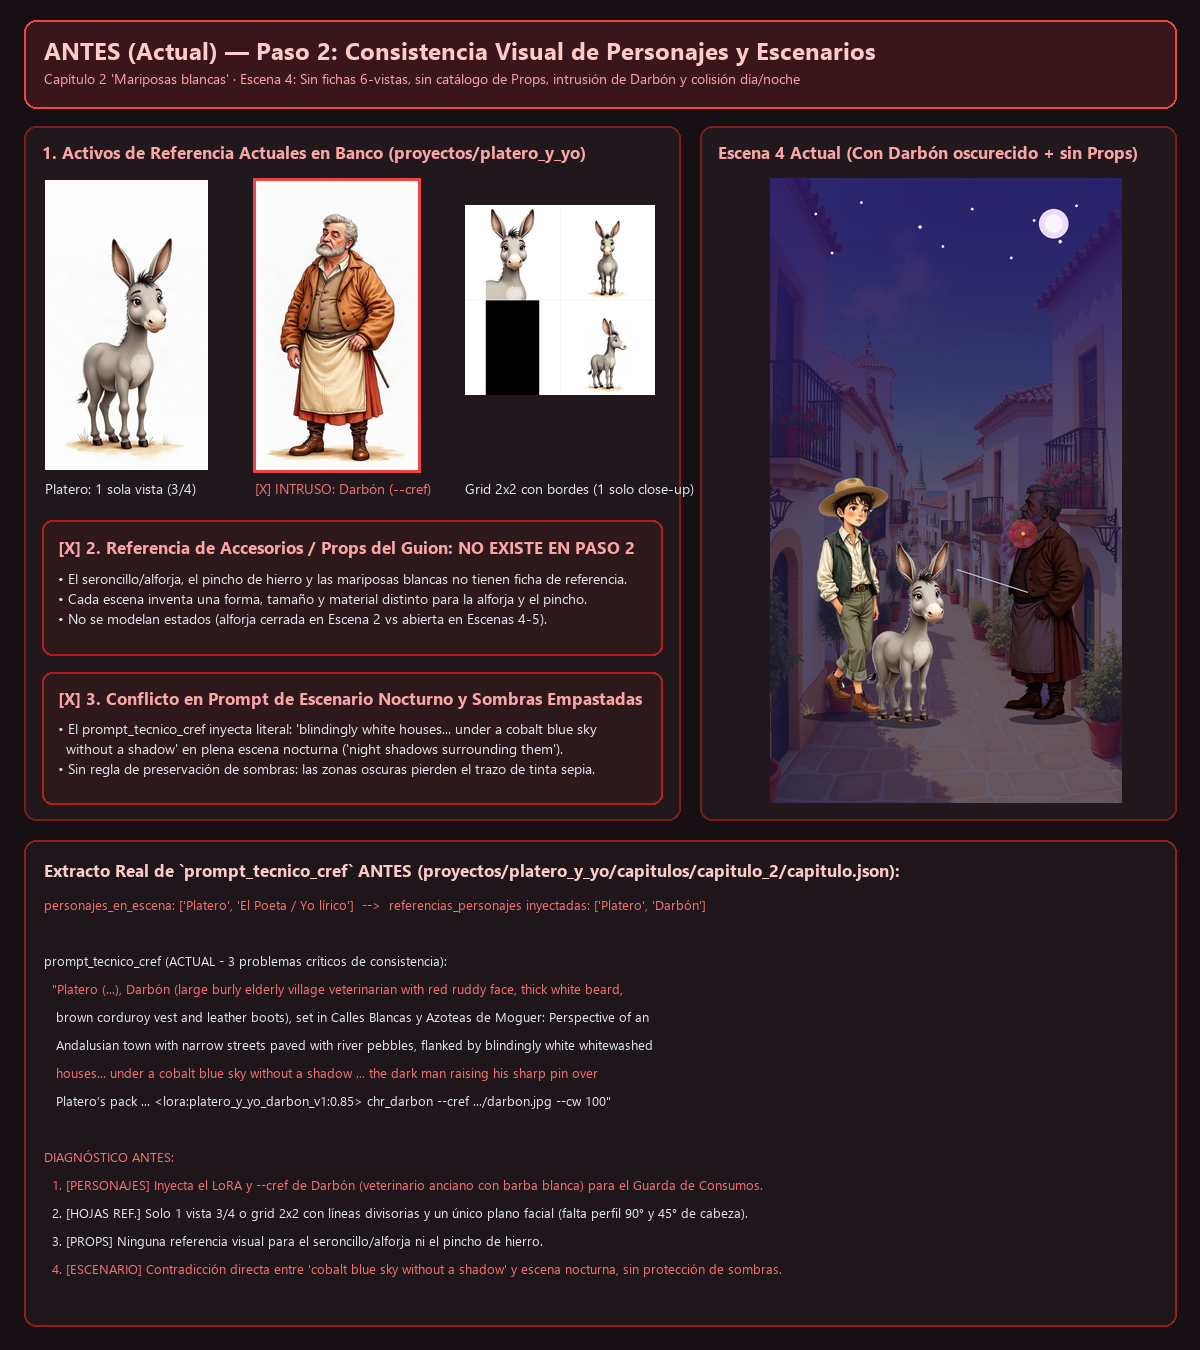 ANTES (Actual) — Paso 2: Consistencia Visual de Personajes y Escenarios
Capítulo 2 'Mariposas blancas' · Escena 4: Sin fichas 6-vistas, sin catálogo de Props, intrusión de Darbón y colisión día/noche
1. Activos de Referencia Actuales en Banco (proyectos/platero_y_yo)
Platero: 1 sola vista (3/4)
[X] INTRUSO: Darbón (--cref)
Grid 2x2 con bordes (1 solo close-up)
[X] 2. Referencia de Accesorios / Props del Guion: NO EXISTE EN PASO 2
• El seroncillo/alforja, el pincho de hierro y las mariposas blancas no tienen ficha de referencia.
• Cada escena inventa una forma, tamaño y material distinto para la alforja y el pincho.
• No se modelan estados (alforja cerrada en Escena 2 vs abierta en Escenas 4-5).
[X] 3. Conflicto en Prompt de Escenario Nocturno y Sombras Empastadas
• El prompt_tecnico_cref inyecta literal: 'blindingly white houses... under a cobalt blue sky
without a shadow' en plena escena nocturna ('night shadows surrounding them').
• Sin regla de preservación de sombras: las zonas oscuras pierden el trazo de tinta sepia.
Escena 4 Actual (Con Darbón oscurecido + sin Props)
Extracto Real de `prompt_tecnico_cref` ANTES (proyectos/platero_y_yo/capitulos/capitulo_2/capitulo.json):
personajes_en_escena: ['Platero', 'El Poeta / Yo lírico'] --> referencias_personajes inyectadas: ['Platero', 'Darbón']
prompt_tecnico_cref (ACTUAL - 3 problemas críticos de consistencia):
"Platero (...), Darbón (large burly elderly village veterinarian with red ruddy face, thick white beard,
brown corduroy vest and leather boots), set in Calles Blancas y Azoteas de Moguer: Perspective of an
Andalusian town with narrow streets paved with river pebbles, flanked by blindingly white whitewashed
houses... under a cobalt blue sky without a shadow ... the dark man raising his sharp pin over
Platero's pack ... <lora:platero_y_yo_darbon_v1:0.85> chr_darbon --cref .../darbon.jpg --cw 100"
DIAGNÓSTICO ANTES:
1. [PERSONAJES] Inyecta el LoRA y --cref de Darbón (veterinario anciano con barba blanca) para el Guarda de Consumos.
2. [HOJAS REF.] Solo 1 vista 3/4 o grid 2x2 con líneas divisorias y un único plano facial (falta perfil 90° y 45° de cabeza).
3. [PROPS] Ninguna referencia visual para el seroncillo/alforja ni el pincho de hierro.
4. [ESCENARIO] Contradicción directa entre 'cobalt blue sky without a shadow' y escena nocturna, sin protección de sombras.